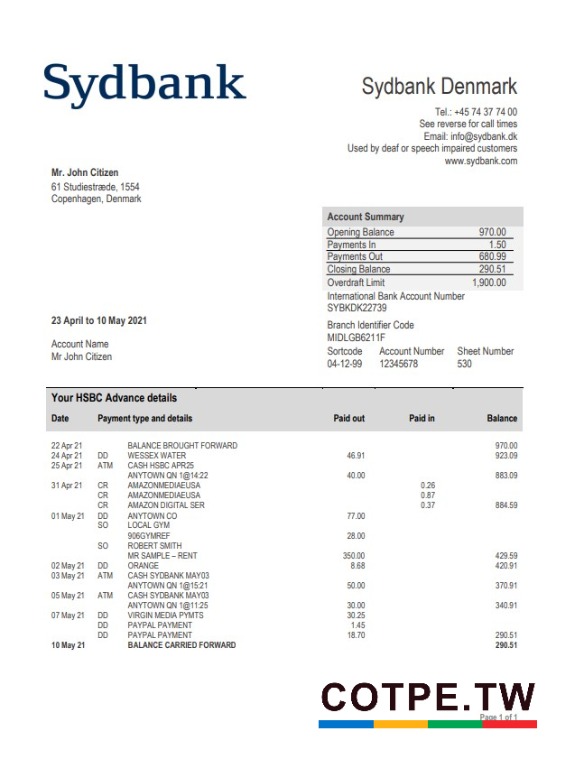 Sydbank
Sydbank Denmark
Tel.: +45 74 37 74 00
See reverse for call times
Email: info@sydbank.dk
Used by deaf or speech impaired customers
www.sydbank.com
Mr. John Citizen
61 Studiestræde, 1554
Copenhagen, Denmark
Account Summary
Opening Balance 970.00
Payments In 1.50
Payments Out 680.99
Closing Balance 290.51
Overdraft Limit 1,900.00
International Bank Account Number
SYBKDK22739
23 April to 10 May 2021
Branch Identifier Code
MIDLGB6211F
Account Name
Mr John Citizen
Sortcode Account Number Sheet Number
04-12-99 12345678 530
Your HSBC Advance details
Date Payment type and details Paid out Paid in Balance
22 Apr 21 BALANCE BROUGHT FORWARD 970.00
24 Apr 21 DD WESSEX WATER 46.91 923.09
25 Apr 21 ATM CASH HSBC APR25
ANYTOWN QN 1@14:22 40.00 883.09
31 Apr 21 CR AMAZONMEDIAEUSA 0.26
CR AMAZONMEDIAEUSA 0.87
CR AMAZON DIGITAL SER 0.37 884.59
01 May 21 DD ANYTOWN CO 77.00
SO LOCAL GYM
906GYMREF 28.00
SO ROBERT SMITH
MR SAMPLE – RENT 350.00 429.59
02 May 21 DD ORANGE 8.68 420.91
03 May 21 ATM CASH SYDBANK MAY03
ANYTOWN QN 1@15:21 50.00 370.91
05 May 21 ATM CASH SYDBANK MAY03
ANYTOWN QN 1@11:25 30.00 340.91
07 May 21 DD VIRGIN MEDIA PYMTS 30.25
DD PAYPAL PAYMENT 1.45
DD PAYPAL PAYMENT 18.70 290.51
10 May 21 BALANCE CARRIED FORWARD 290.51
COTPE.TW
Page 1 of 1